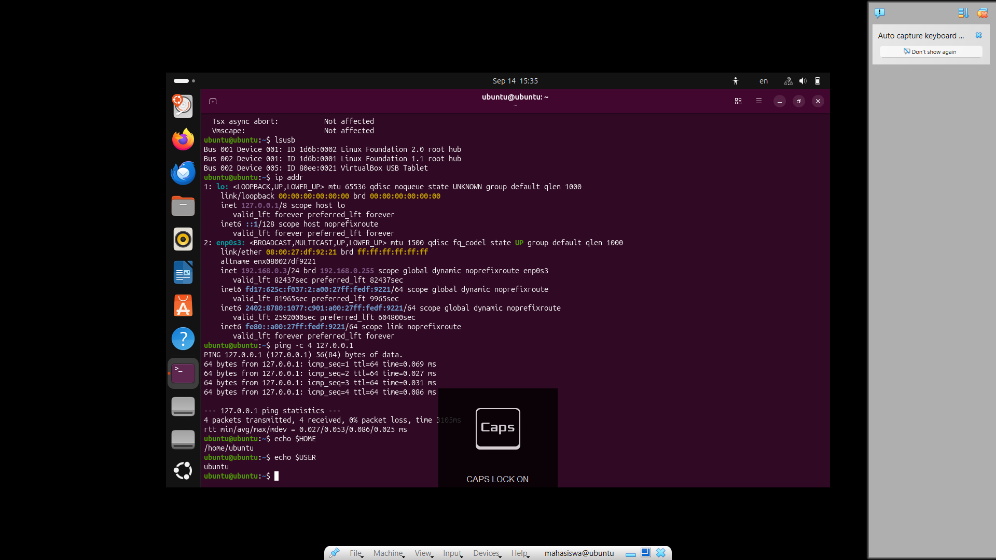 Sep 14 15:35
en
Auto capture keyboard ...
Don't show again
ubuntu@ubuntu: ~
Tsx async abort: Not affected
Vmscape: Not affected
ubuntu@ubuntu:~$ lsusb
Bus 001 Device 001: ID 1d6b:0002 Linux Foundation 2.0 root hub
Bus 002 Device 001: ID 1d6b:0001 Linux Foundation 1.1 root hub
Bus 002 Device 005: ID 80ee:0021 VirtualBox USB Tablet
ubuntu@ubuntu:~$ ip addr
1: lo: <LOOPBACK,UP,LOWER_UP> mtu 65536 qdisc noqueue state UNKNOWN group default qlen 1000
link/loopback 00:00:00:00:00:00 brd 00:00:00:00:00:00
inet 127.0.0.1/8 scope host lo
valid_lft forever preferred_lft forever
inet6 ::1/128 scope host noprefixroute
valid_lft forever preferred_lft forever
2: enp0s3: <BROADCAST,MULTICAST,UP,LOWER_UP> mtu 1500 qdisc fq_codel state UP group default qlen 1000
link/ether 08:00:27:df:92:21 brd ff:ff:ff:ff:ff:ff
altname enx080027df9221
inet 192.168.0.3/24 brd 192.168.0.255 scope global dynamic noprefixroute enp0s3
valid_lft 82437sec preferred_lft 82437sec
inet6 fd17:625c:f037:2:a00:27ff:fedf:9221/64 scope global dynamic noprefixroute
valid_lft 81965sec preferred_lft 9965sec
inet6 2402:8780:1077:c901:a00:27ff:fedf:9221/64 scope global dynamic noprefixroute
valid_lft 2592000sec preferred_lft 604800sec
inet6 fe80::a00:27ff:fedf:9221/64 scope link noprefixroute
valid_lft forever preferred_lft forever
ubuntu@ubuntu:~$ ping -c 4 127.0.0.1
PING 127.0.0.1 (127.0.0.1) 56(84) bytes of data.
64 bytes from 127.0.0.1: icmp_seq=1 ttl=64 time=0.069 ms
64 bytes from 127.0.0.1: icmp_seq=2 ttl=64 time=0.027 ms
64 bytes from 127.0.0.1: icmp_seq=3 ttl=64 time=0.031 ms
64 bytes from 127.0.0.1: icmp_seq=4 ttl=64 time=0.086 ms
--- 127.0.0.1 ping statistics ---
4 packets transmitted, 4 received, 0% packet loss, time
rtt min/avg/max/mdev = 0.027/0.053/0.086/0.025 ms
ubuntu@ubuntu:~$ echo $HOME
/home/ubuntu
ubuntu@ubuntu:~$ echo $USER
ubuntu
ubuntu@ubuntu:~$
Caps
CAPS LOCK ON
File Machine View Input Devices Help mahasiswa@ubuntu